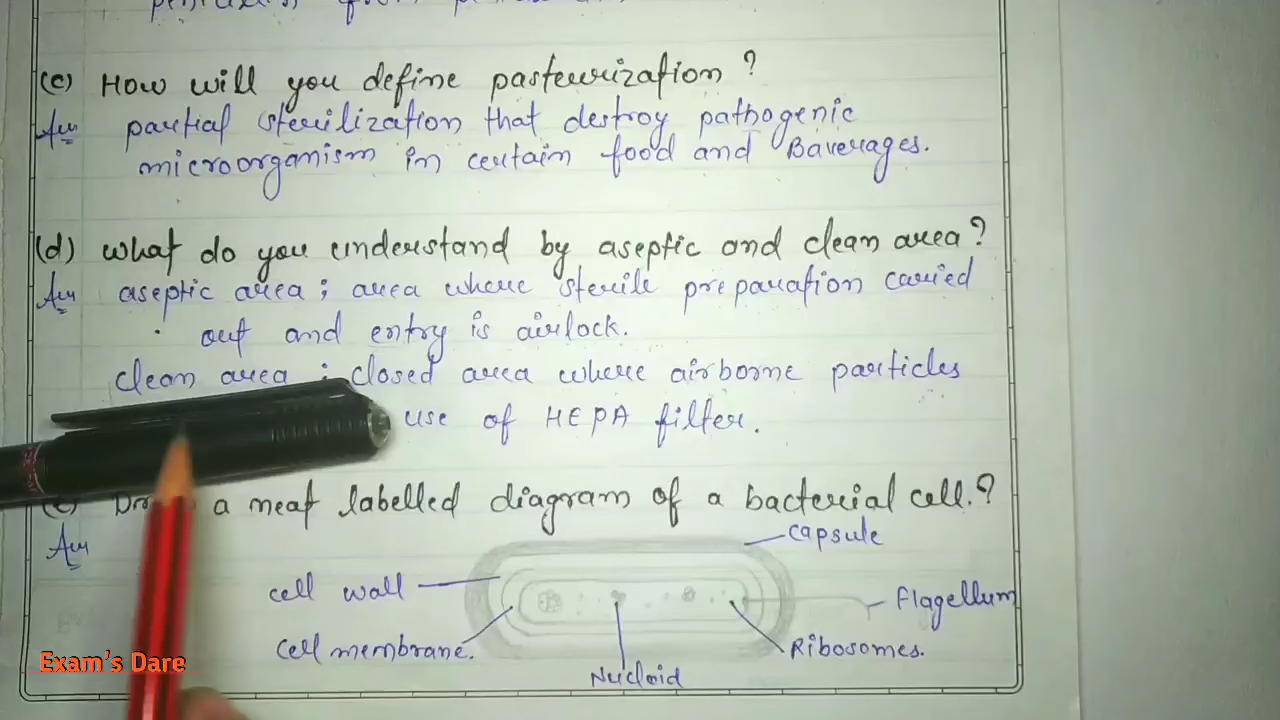 (c) How will you define pasteurization ?
Ans partial sterilization that destroy pathogenic
microorganism in certain food and Baverages.
(d) what do you understand by aseptic and clean area?
Ans aseptic area ; area where sterile preparation carried
out and entry is airlock.
clean area : closed area where airborne particles
use of HEPA filter.
a neat labelled diagram of a bacterial cell.?
Ans
capsule
cell wall
Flagellum
cell membrane.
Ribosomes.
Nucloid
Exam's Dare